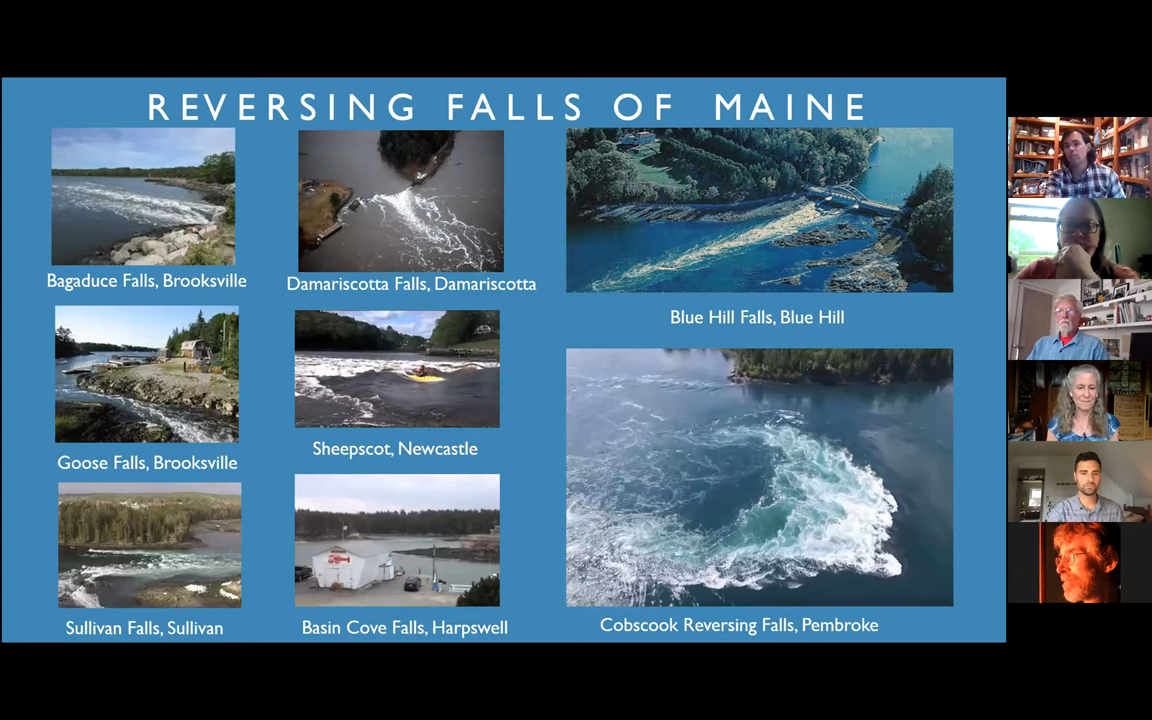 REVERSING FALLS OF MAINE
Bagaduce Falls, Brooksville
Damariscotta Falls, Damariscotta
Blue Hill Falls, Blue Hill
Goose Falls, Brooksville
Sheepscot, Newcastle
Sullivan Falls, Sullivan
Basin Cove Falls, Harpswell
Cobscook Reversing Falls, Pembroke